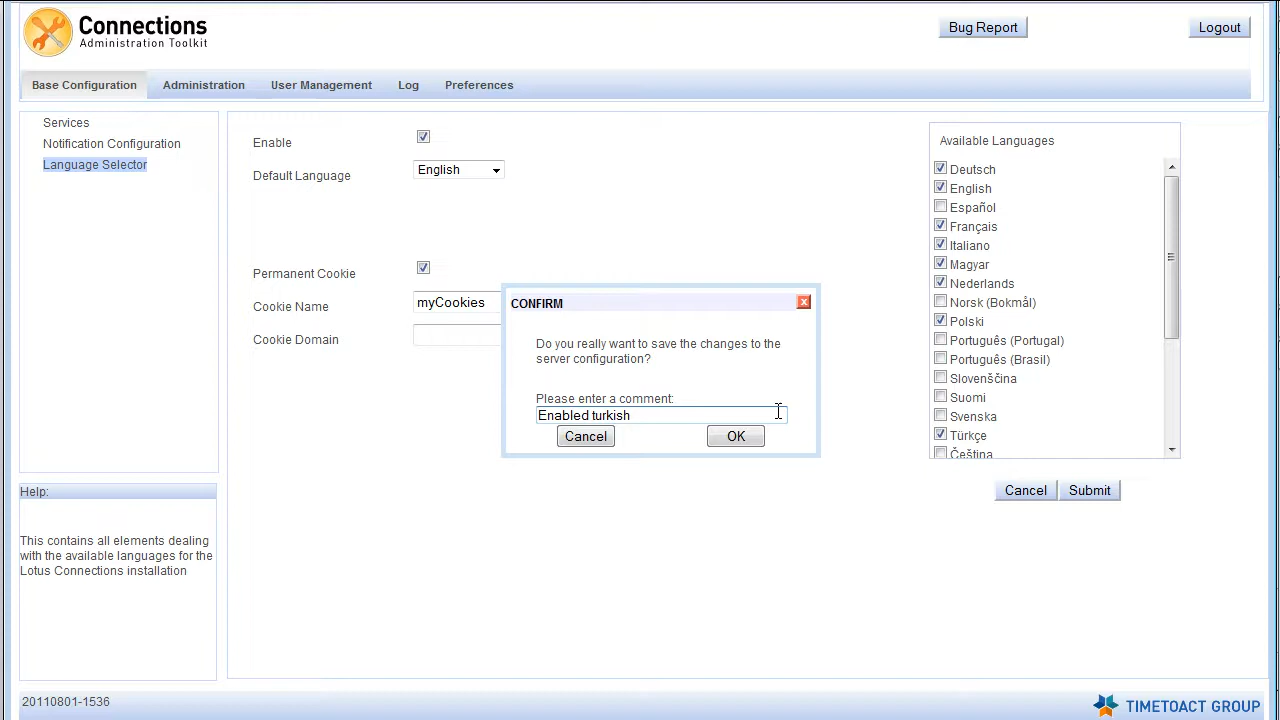 Connections
Administration Toolkit
Bug Report
Logout
Base Configuration
Administration
User Management
Log
Preferences
Services
Notification Configuration
Language Selector
Enable
Default Language
English
Permanent Cookie
Cookie Name
myCookies
Cookie Domain
CONFIRM
Do you really want to save the changes to the
server configuration?
Please enter a comment:
Enabled turkish
Cancel
OK
Available Languages
Deutsch
English
Español
Français
Italiano
Magyar
Nederlands
Norsk (Bokmål)
Polski
Português (Portugal)
Português (Brasil)
Slovenščina
Suomi
Svenska
Türkçe
Čeština
Cancel
Submit
Help:
This contains all elements dealing
with the available languages for the
Lotus Connections installation
20110801-1536
TIMETOACT GROUP